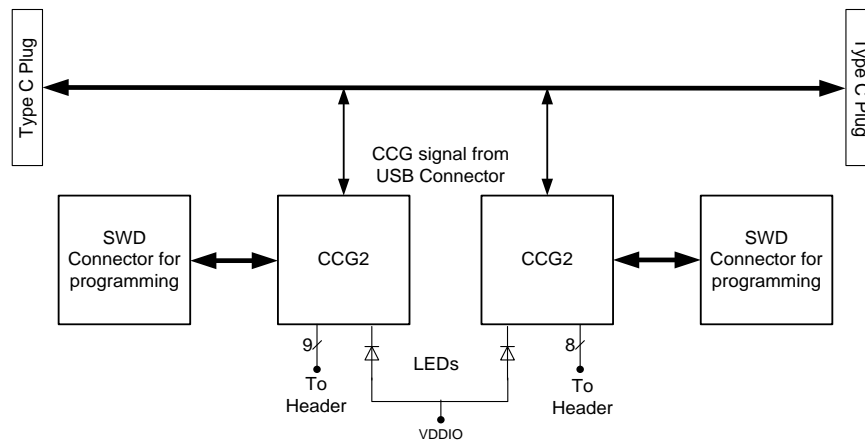 Type C Plug
Type C Plug
CCG signal from
USB Connector
SWD
Connector for
programming
CCG2
CCG2
SWD
Connector for
programming
9
LEDs
8
To
Header
To
Header
VDDIO